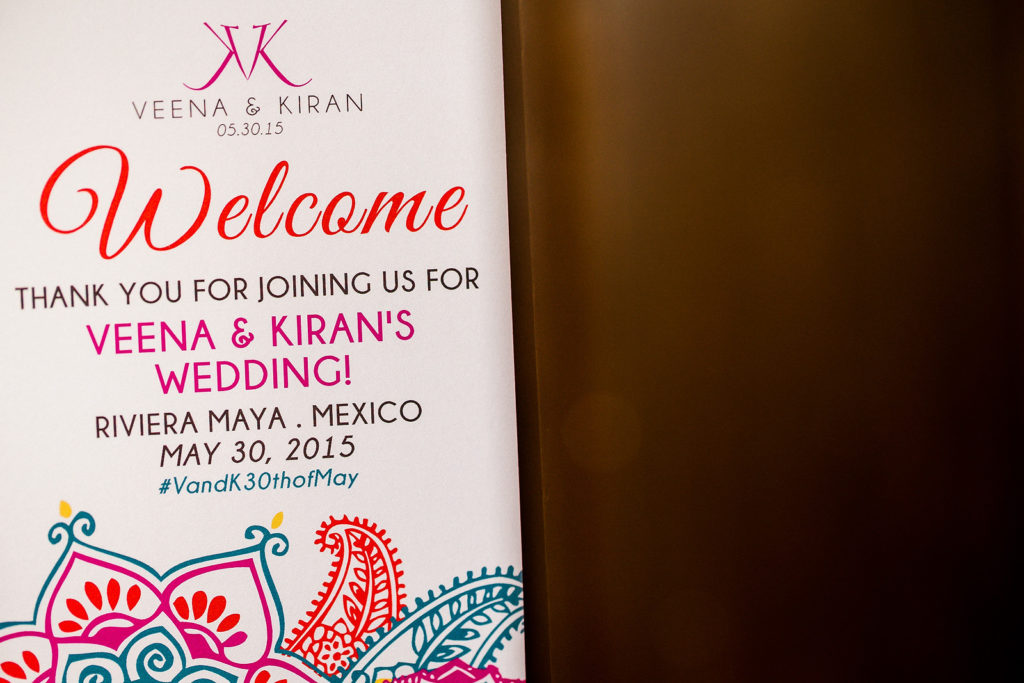 VEENA & KIRAN
05.30.15
Welcome
THANK YOU FOR JOINING US FOR
VEENA & KIRAN'S
WEDDING!
RIVIERA MAYA . MEXICO
MAY 30, 2015
#VandK30thofMay